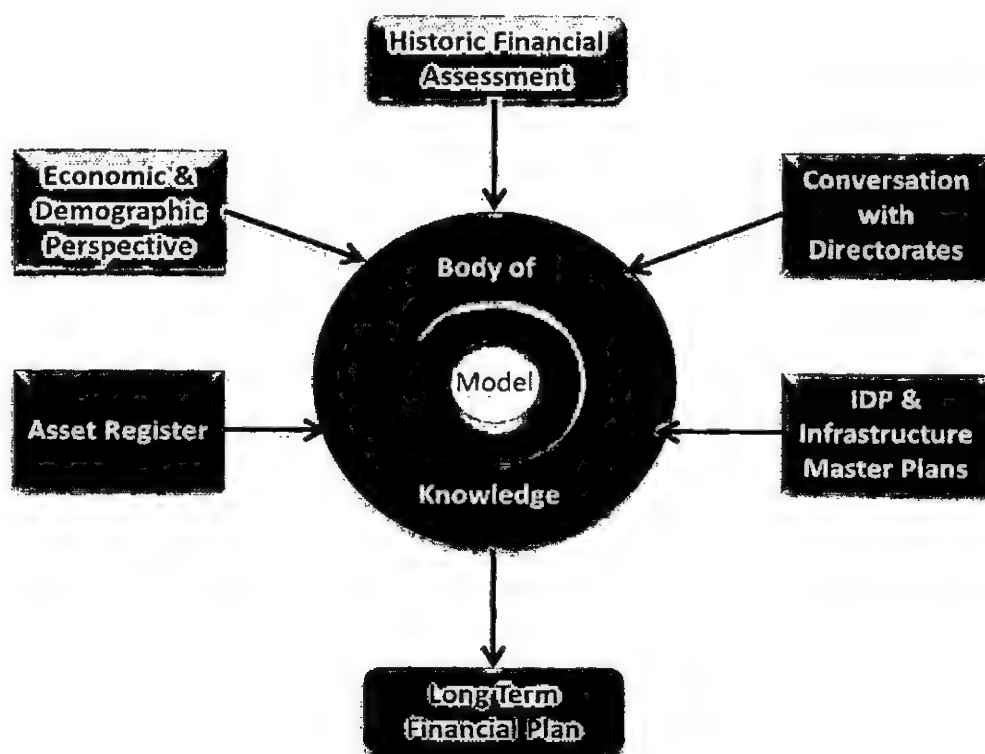 Historic Financial
Assessment
Economic &
Demographic
Perspective
Conversation
with
Directorates
Body of
Model
Knowledge
Asset Register
IDP &
Infrastructure
Master Plans
Long Term
Financial Plan